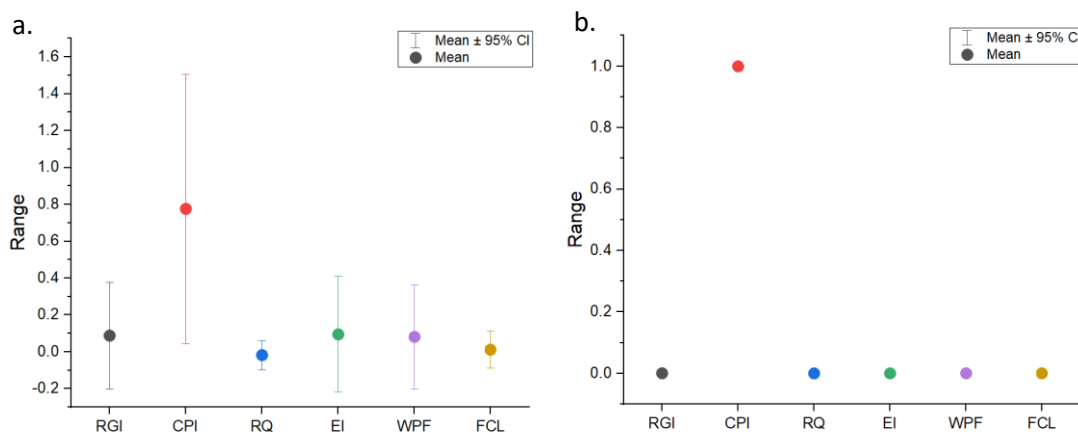 a.
Mean ± 95% CI
Mean
1.6
1.4
1.2
1.0
0.8
0.6
0.4
0.2
0.0
-0.2
Range
RGI CPI RQ EI WPF FCL
b.
Mean ± 95% C
Mean
1.0
0.8
0.6
0.4
0.2
0.0
Range
RGI CPI RQ EI WPF FCL